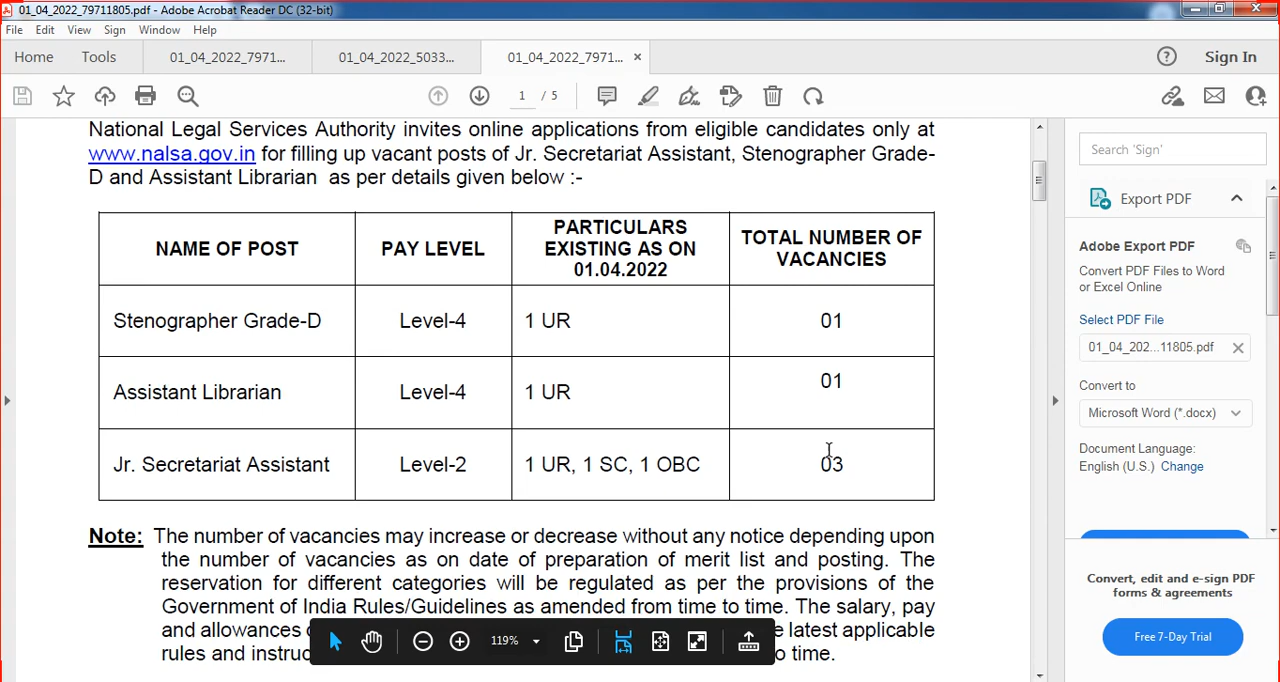 01_04_2022_79711805.pdf - Adobe Acrobat Reader DC (32-bit)
File Edit View Sign Window Help
Home Tools 01_04_2022_7971... 01_04_2022_5033... 01_04_2022_7971... × Sign In
1 / 5
National Legal Services Authority invites online applications from eligible candidates only at
www.nalsa.gov.in for filling up vacant posts of Jr. Secretariat Assistant, Stenographer Grade-
D and Assistant Librarian as per details given below :-
NAME OF POST PAY LEVEL PARTICULARS EXISTING AS ON 01.04.2022 TOTAL NUMBER OF VACANCIES
Stenographer Grade-D Level-4 1 UR 01
Assistant Librarian Level-4 1 UR 01
Jr. Secretariat Assistant Level-2 1 UR, 1 SC, 1 OBC 03
Note: The number of vacancies may increase or decrease without any notice depending upon
the number of vacancies as on date of preparation of merit list and posting. The
reservation for different categories will be regulated as per the provisions of the
Government of India Rules/Guidelines as amended from time to time. The salary, pay
and allowances latest applicable
rules and to time.
119%
Search 'Sign'
Export PDF
Adobe Export PDF
Convert PDF Files to Word
or Excel Online
Select PDF File
01_04_202...11805.pdf
Convert to
Microsoft Word (*.docx)
Document Language:
English (U.S.) Change
Convert, edit and e-sign PDF
forms & agreements
Free 7-Day Trial